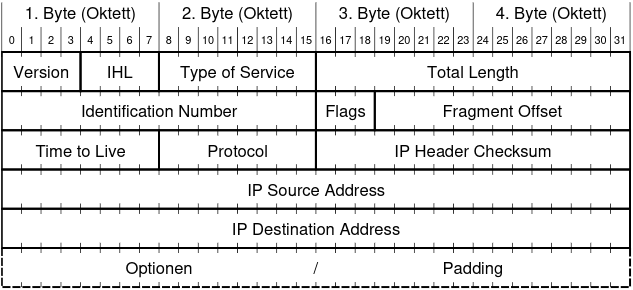 1. Byte (Oktett) 2. Byte (Oktett) 3. Byte (Oktett) 4. Byte (Oktett)
0 1 2 3 4 5 6 7 8 9 10 11 12 13 14 15 16 17 18 19 20 21 22 23 24 25 26 27 28 29 30 31
Version IHL Type of Service Total Length
Identification Number Flags Fragment Offset
Time to Live Protocol IP Header Checksum
IP Source Address
IP Destination Address
Optionen / Padding